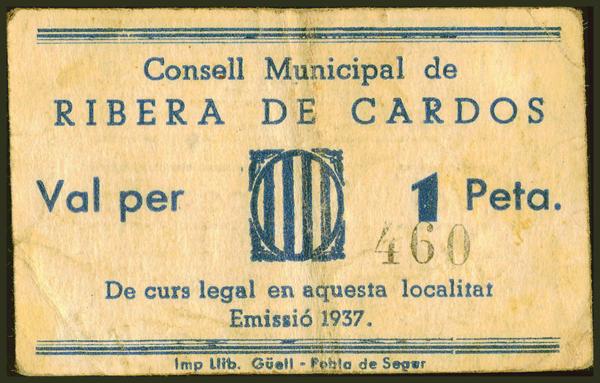 Consell Municipal de
RIBERA DE CARDOS
Val per 1 Peta.
460
De curs legal en aquesta localitat
Emissió 1937.
Imp Llib. Güell - Pobla de Segur